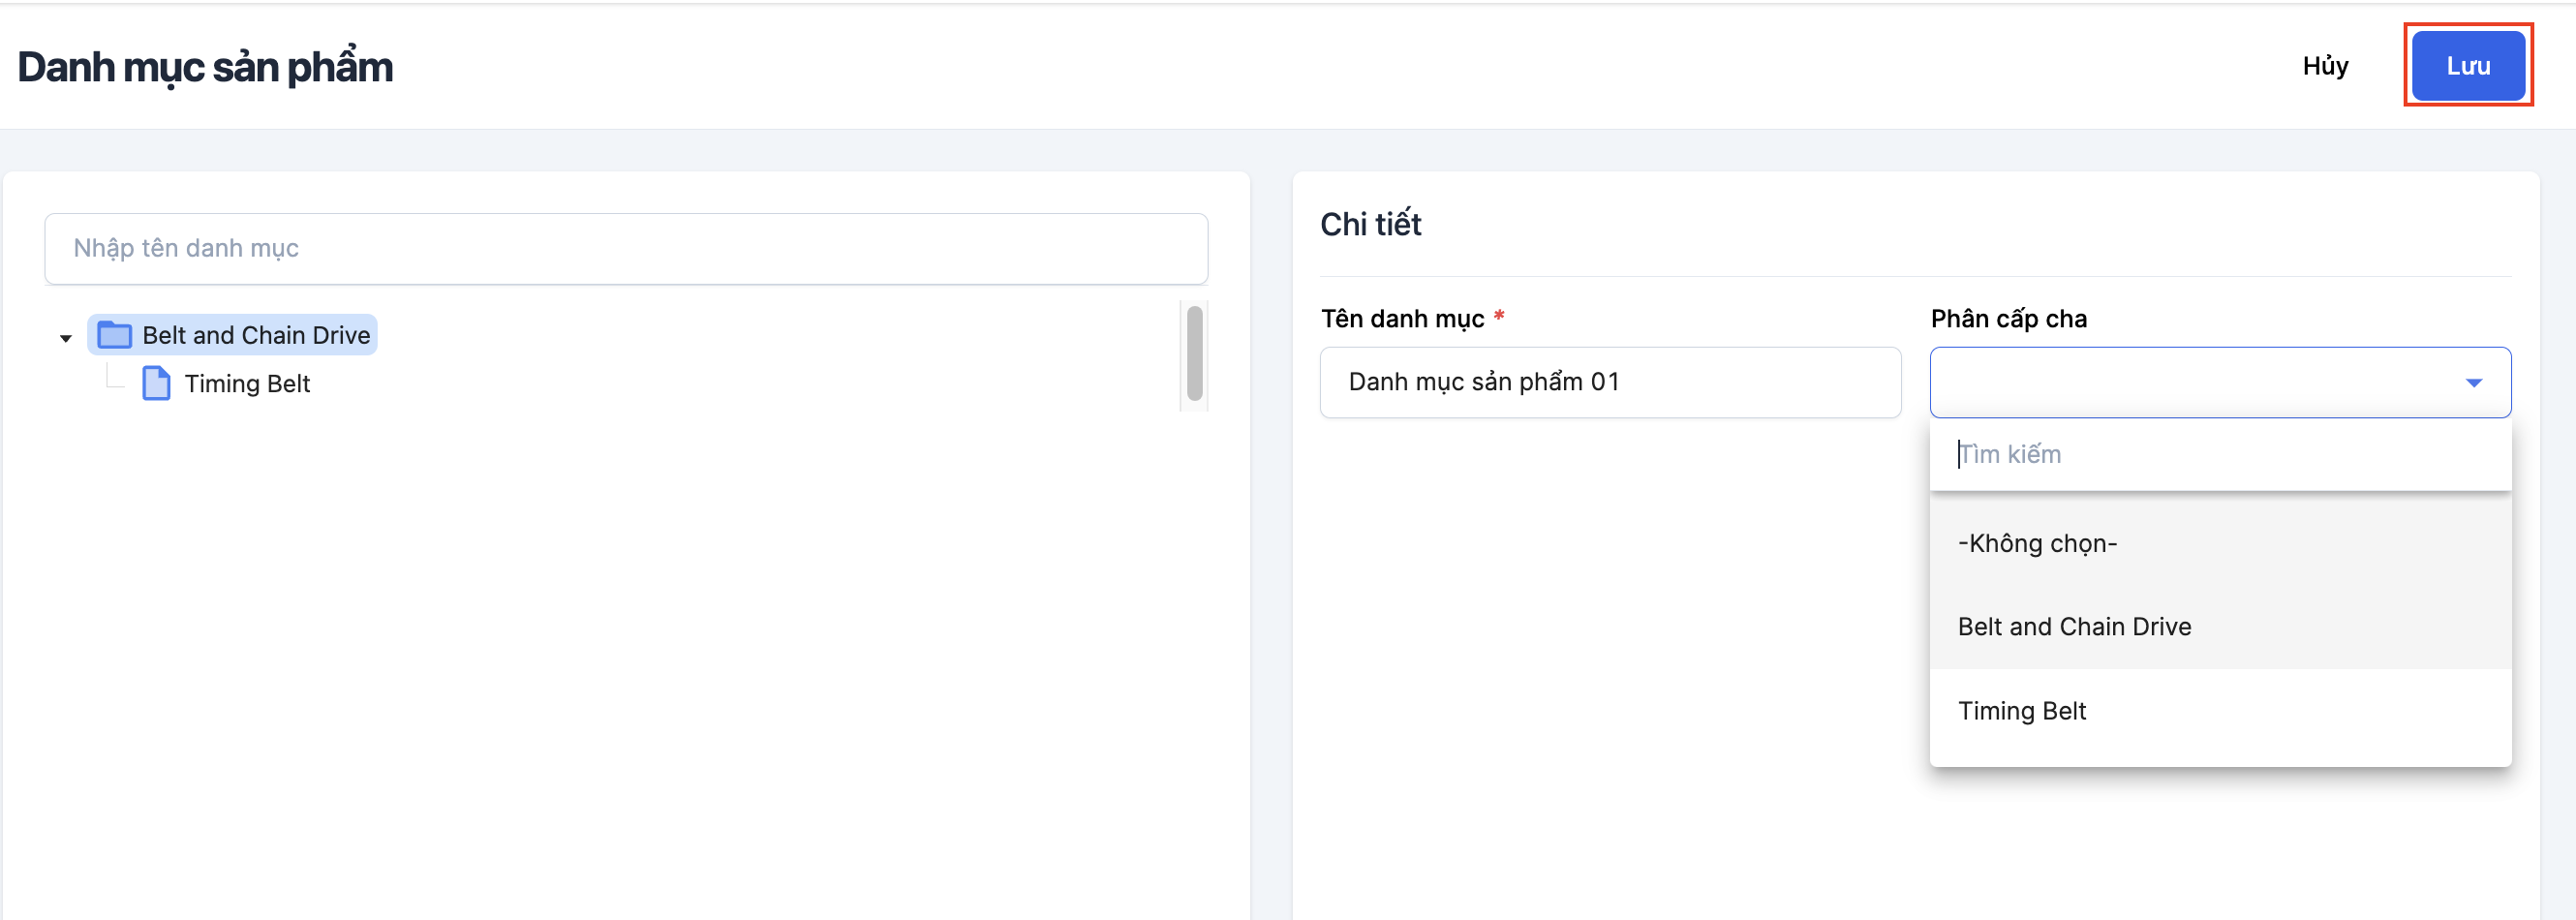 Danh mục sản phẩm
Hủy
Lưu
Nhập tên danh mục
Belt and Chain Drive
Timing Belt
Chi tiết
Tên danh mục *
Danh mục sản phẩm 01
Phân cấp cha
Tìm kiếm
-Không chọn-
Belt and Chain Drive
Timing Belt